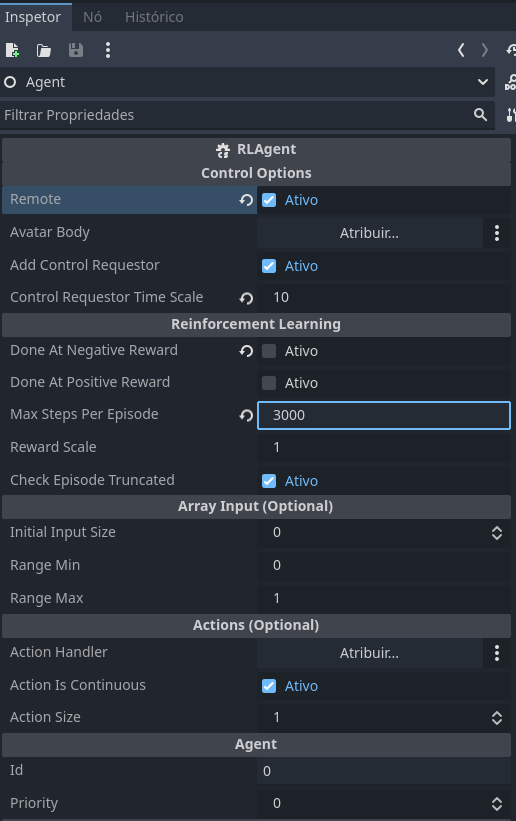 Inspetor Nó Histórico
Agent
Filtrar Propriedades
RLAgent
Control Options
Remote Ativo
Avatar Body Atribuir...
Add Control Requestor Ativo
Control Requestor Time Scale 10
Reinforcement Learning
Done At Negative Reward Ativo
Done At Positive Reward Ativo
Max Steps Per Episode 3000
Reward Scale 1
Check Episode Truncated Ativo
Array Input (Optional)
Initial Input Size 0
Range Min 0
Range Max 1
Actions (Optional)
Action Handler Atribuir...
Action Is Continuous Ativo
Action Size 1
Agent
Id 0
Priority 0